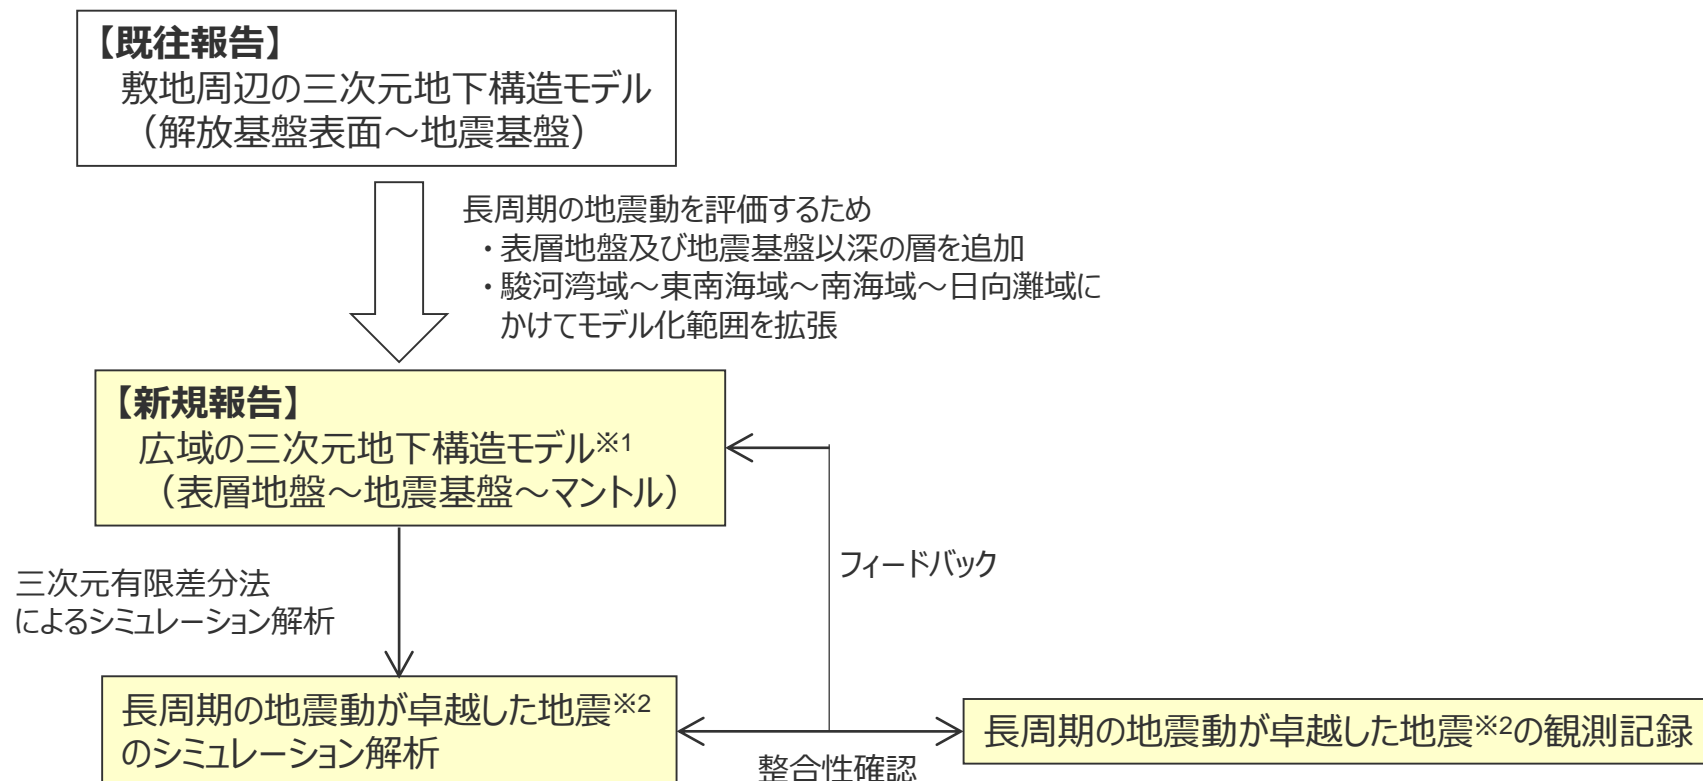 【既往報告】
敷地周辺の三次元地下構造モデル
（解放基盤表面～地震基盤）
長周期の地震動を評価するため
・表層地盤及び地震基盤以深の層を追加
・駿河湾域～東南海域～南海域～日向灘域に
かけてモデル化範囲を拡張
【新規報告】
広域の三次元地下構造モデル※1
（表層地盤～地震基盤～マントル）
三次元有限差分法
によるシミュレーション解析
フィードバック
長周期の地震動が卓越した地震※2
のシミュレーション解析
整合性確認
長周期の地震動が卓越した地震※2の観測記録